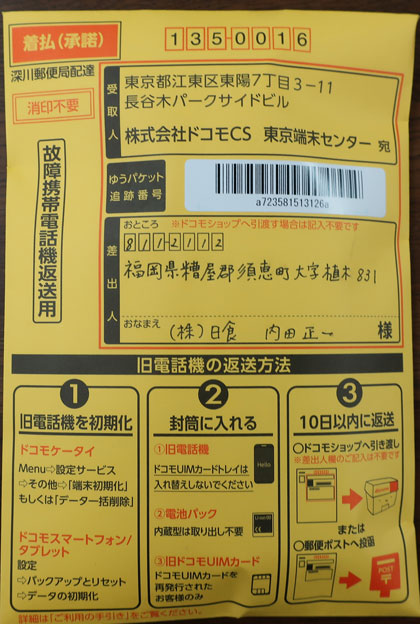 着払(承諾)
135-0016
深川郵便局配達
消印不要
故障携帯電話機返送用
受取人
東京都江東区東陽7丁目3-11
長谷木パークサイドビル
株式会社ドコモCS 東京端末センター 宛
ゆうパケット
追跡番号
a723581513126a
差出人
おところ ※ドコモショップへ引渡す場合は記入不要です
8112112
福岡県糟屋郡須恵町大字植木831
おなまえ
(株)日食 内田正一 様
旧電話機の返送方法
1
旧電話機を初期化
ドコモケータイ
Menu⇨設定サービス
⇨その他⇨「端末初期化」
もしくは「データ一括削除」
ドコモスマートフォン/
タブレット
設定
⇨バックアップとリセット
⇨データの初期化
2
封筒に入れる
①旧電話機
ドコモUIMカードトレイは
入れ替えしないでください
Hello
②電池パック
内蔵型は取り出し不要
③旧ドコモUIMカード
ドコモUIMカードを
再発行された
お客様のみ
3
10日以内に返送
〇ドコモショップへ引き渡し
※差出人欄のご記入は不要です
または
〇郵便ポストへ投函
POST
詳細は「ご利用の手引き」をご覧ください。